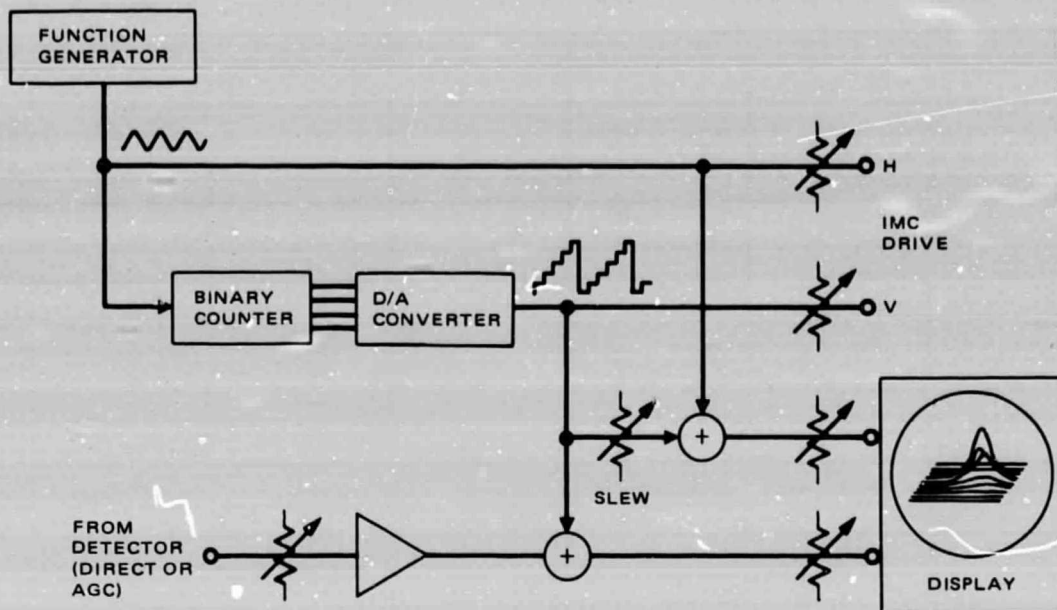 FUNCTION
GENERATOR
H
IMC
DRIVE
BINARY
COUNTER
D/A
CONVERTER
V
+
SLEW
FROM
DETECTOR
(DIRECT OR
AGC)
+
DISPLAY